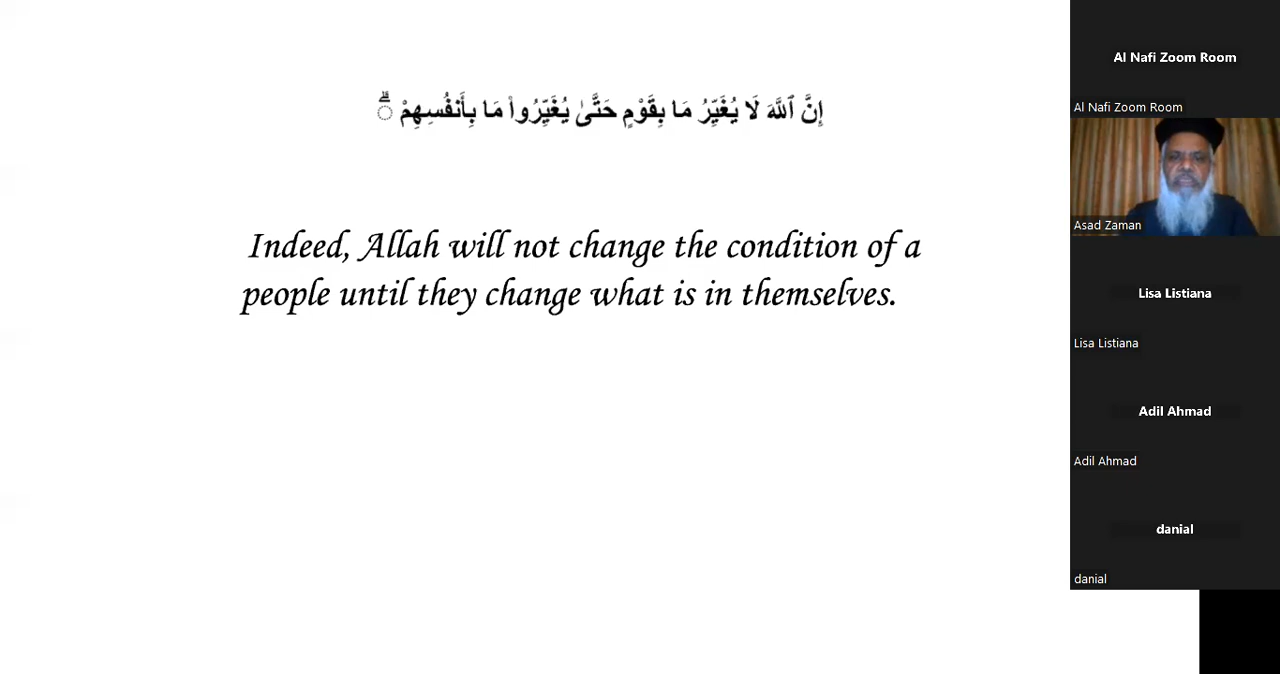 إِنَّ ٱللَّهَ لَا يُغَيِّرُ مَا بِقَوْمٍ حَتَّىٰ يُغَيِّرُوا۟ مَا بِأَنفُسِهِمْ ۗ
Indeed, Allah will not change the condition of a
people until they change what is in themselves.
Al Nafi Zoom Room
Al Nafi Zoom Room
Asad Zaman
Lisa Listiana
Lisa Listiana
Adil Ahmad
Adil Ahmad
danial
danial